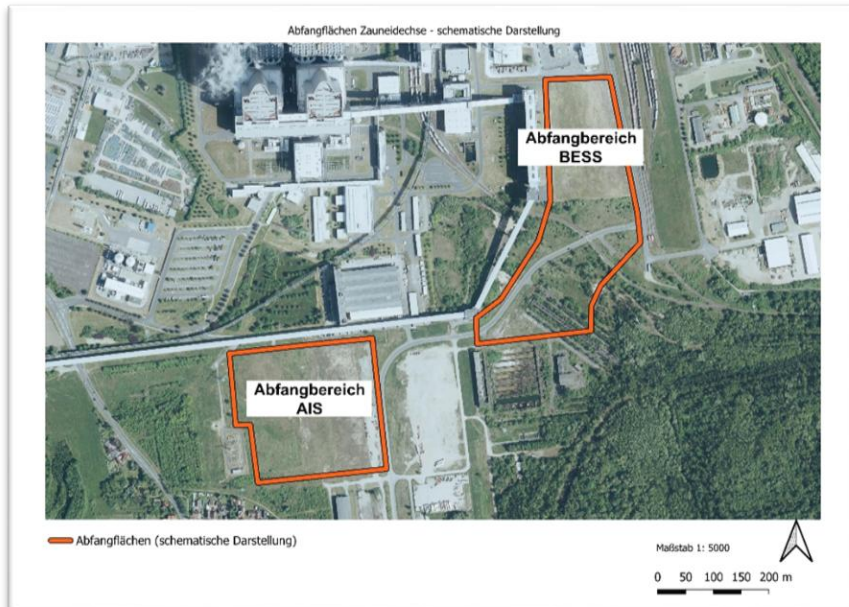 Abfangflächen Zauneidechse - schematische Darstellung
Abfangbereich
BESS
Abfangbereich
AIS
Abfangflächen (schematische Darstellung)
Maßstab 1: 5000
0 50 100 150 200 m